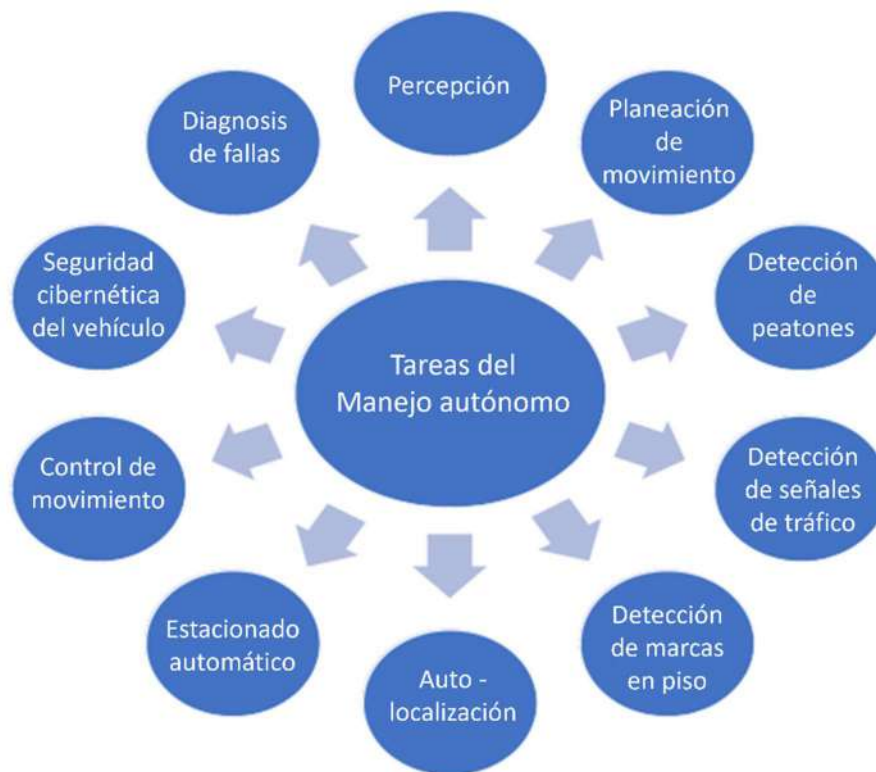 Percepción
Planeación
de
movimiento
Detección
de
peatones
Detección
de señales
de tráfico
Detección
de marcas
en piso
Auto -
localización
Estacionado
automático
Control de
movimiento
Seguridad
cibernética
del vehículo
Diagnosis
de fallas
Tareas del
Manejo autónomo